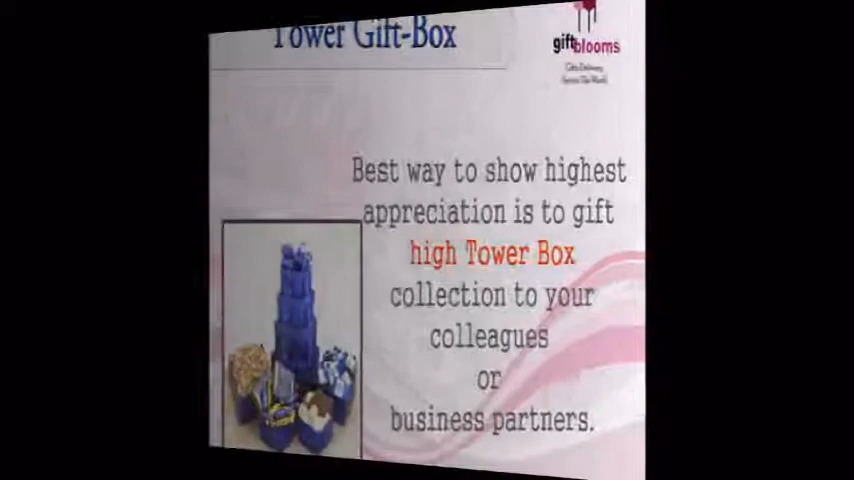 Tower Gift-Box
giftblooms
Best way to show highest
appreciation is to gift
high Tower Box
collection to your
colleagues
or
business partners.